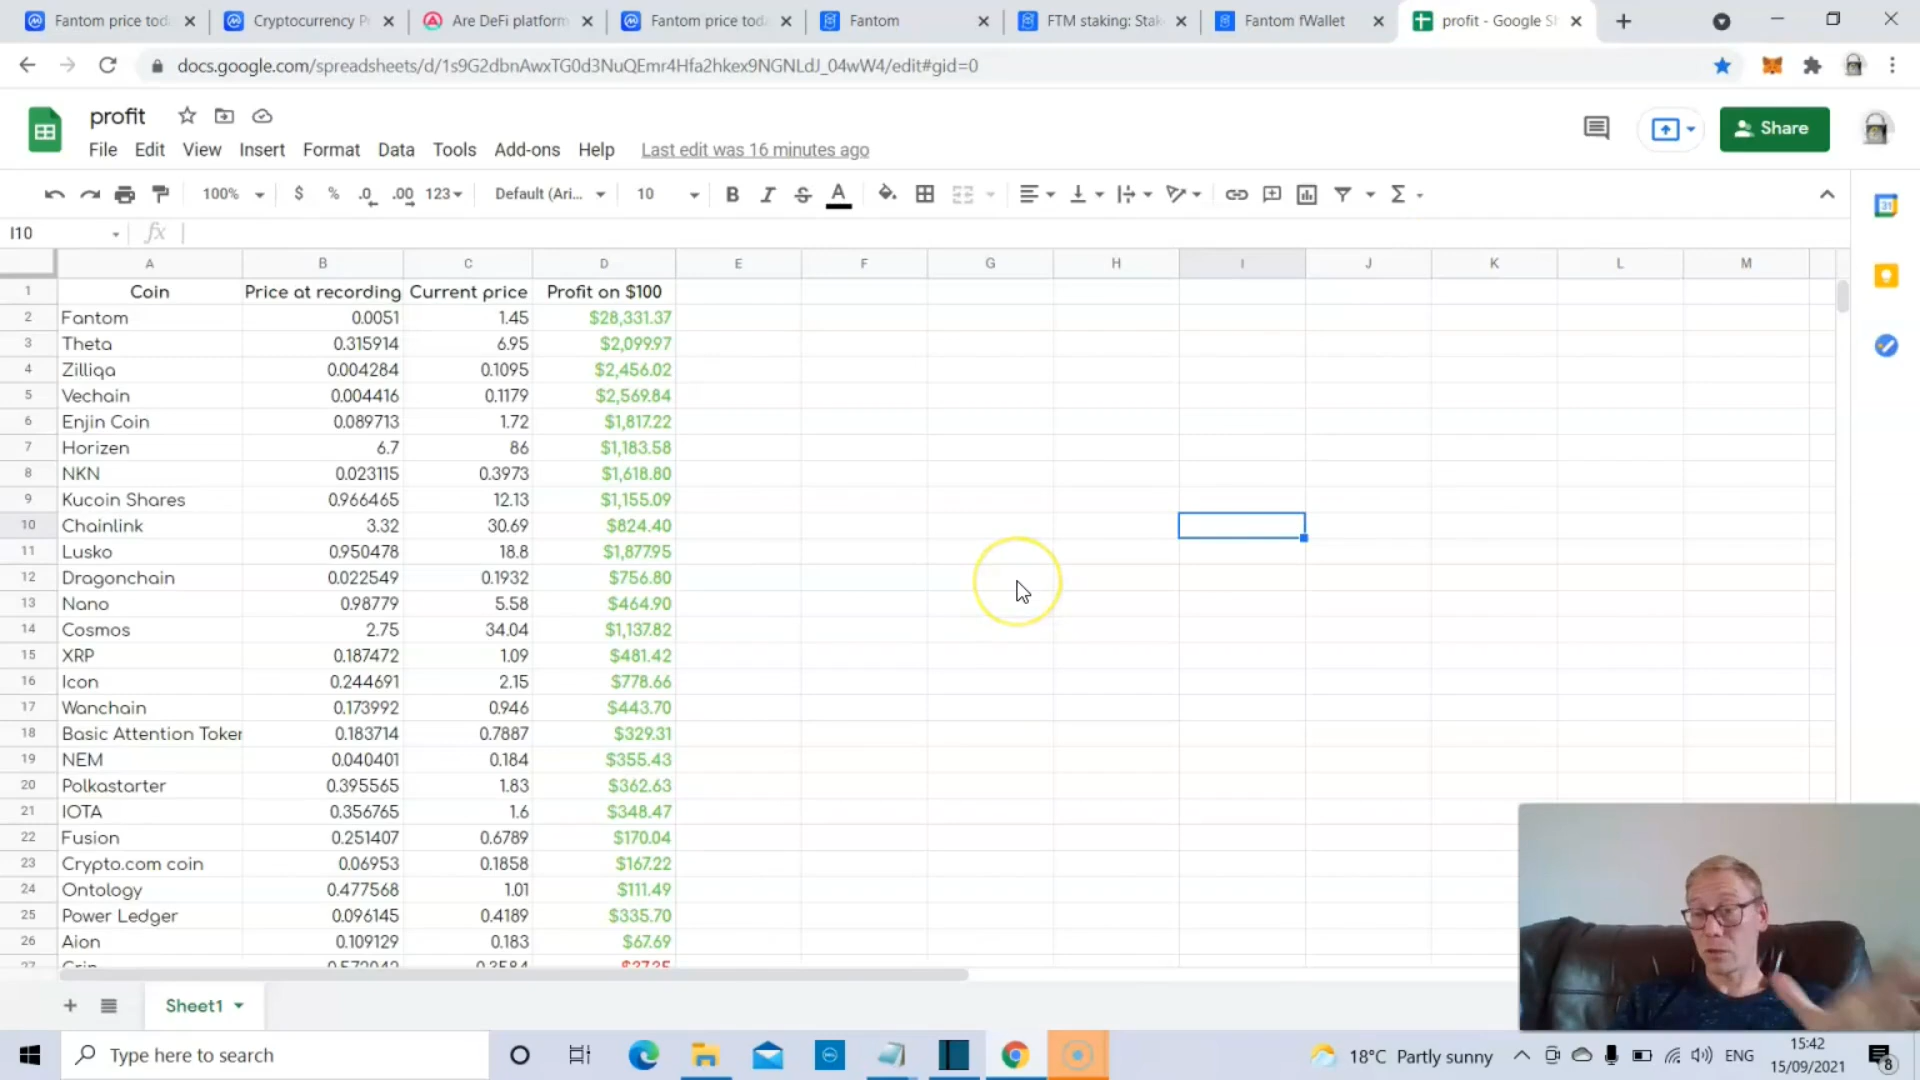 Fantom price tod
Cryptocurrency P
Are DeFi platform
Fantom price tod
Fantom
FTM staking: Stak
Fantom fWallet
profit - Google Sh
docs.google.com/spreadsheets/d/1s9G2dbnAwxTG0d3NuQEmr4Hfa2hkex9NGNLdJ_04wW4/edit#gid=0
profit
Share
File Edit View Insert Format Data Tools Add-ons Help Last edit was 16 minutes ago
100% $ % .0 .00 123 Default (Ari... 10 B I S A
I10 fx
A B C D E F G H I J K L M
1 Coin Price at recording Current price Profit on $100
2 Fantom 0.0051 1.45 $28,331.37
3 Theta 0.315914 6.95 $2,099.97
4 Zilliqa 0.004284 0.1095 $2,456.02
5 Vechain 0.004416 0.1179 $2,569.84
6 Enjin Coin 0.089713 1.72 $1,817.22
7 Horizen 6.7 86 $1,183.58
8 NKN 0.023115 0.3973 $1,618.80
9 Kucoin Shares 0.966465 12.13 $1,155.09
10 Chainlink 3.32 30.69 $824.40
11 Lusko 0.950478 18.8 $1,877.95
12 Dragonchain 0.022549 0.1932 $756.80
13 Nano 0.98779 5.58 $464.90
14 Cosmos 2.75 34.04 $1,137.82
15 XRP 0.187472 1.09 $481.42
16 Icon 0.244691 2.15 $778.66
17 Wanchain 0.173992 0.946 $443.70
18 Basic Attention Token 0.183714 0.7887 $329.31
19 NEM 0.040401 0.184 $355.43
20 Polkastarter 0.395565 1.83 $362.63
21 IOTA 0.356765 1.6 $348.47
22 Fusion 0.251407 0.6789 $170.04
23 Crypto.com coin 0.06953 0.1858 $167.22
24 Ontology 0.477568 1.01 $111.49
25 Power Ledger 0.096145 0.4189 $335.70
26 Aion 0.109129 0.183 $67.69
27
Sheet1
Type here to search
18°C Partly sunny
ENG
15:42
15/09/2021
8